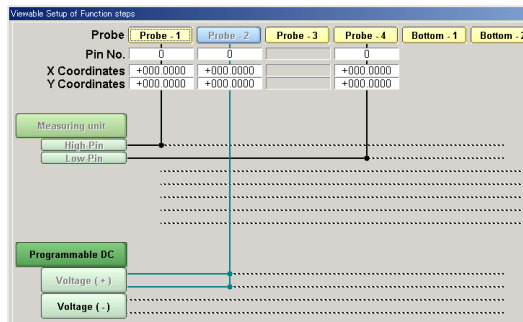 Viewable Setup of Function steps
Probe Probe - 1 Probe - 2 Probe - 3 Probe - 4 Bottom - 1 Bottom - 2
Pin No. 0 0 0
X Coordinates +000.0000 +000.0000 +000.0000
Y Coordinates +000.0000 +000.0000 +000.0000
Measuring unit
High-Pin
Low-Pin
Programmable DC
Voltage ( + )
Voltage ( - )